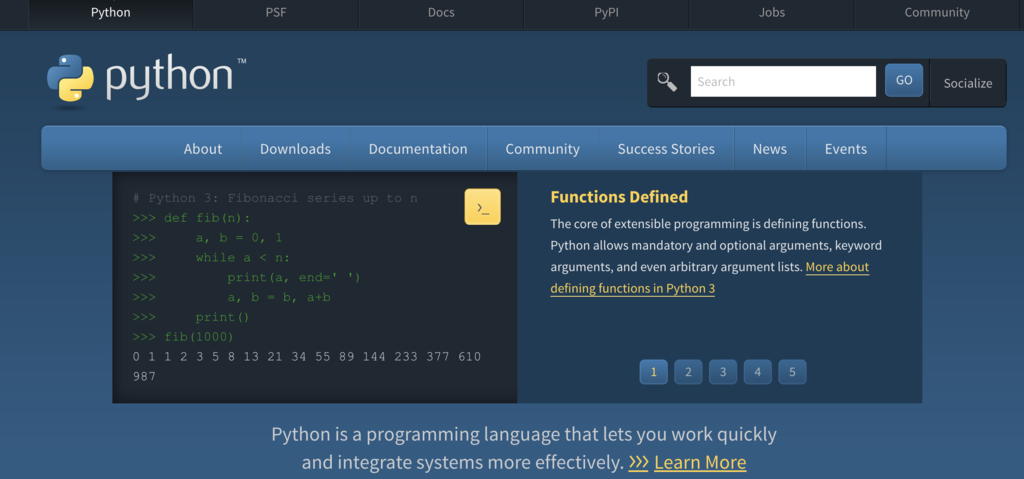 Python PSF Docs PyPI Jobs Community
python™
Search GO Socialize
About Downloads Documentation Community Success Stories News Events
# Python 3: Fibonacci series up to n
>>> def fib(n):
>>>     a, b = 0, 1
>>>     while a < n:
>>>         print(a, end=' ')
>>>         a, b = b, a+b
>>>     print()
>>> fib(1000)
0 1 1 2 3 5 8 13 21 34 55 89 144 233 377 610
987
>_
Functions Defined
The core of extensible programming is defining functions.
Python allows mandatory and optional arguments, keyword
arguments, and even arbitrary argument lists. More about
defining functions in Python 3
1 2 3 4 5
Python is a programming language that lets you work quickly
and integrate systems more effectively. >>> Learn More